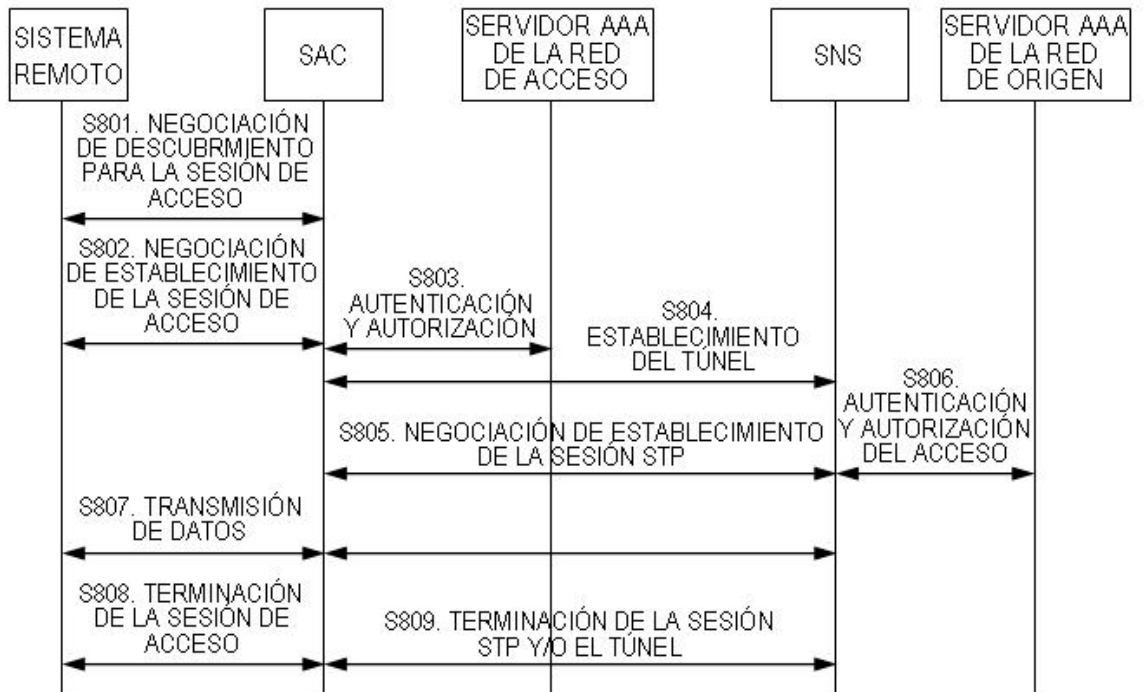 SISTEMA
REMOTO
SAC
SERVIDOR AAA
DE LA RED
DE ACCESO
SNS
SERVIDOR AAA
DE LA RED
DE ORIGEN
S801. NEGOCIACIÓN
DE DESCUBRMIENTO
PARA LA SESIÓN DE
ACCESO
S802. NEGOCIACIÓN
DE ESTABLECIMIENTO
DE LA SESIÓN DE
ACCESO
S803.
AUTENTICACIÓN
Y AUTORIZACIÓN
S804.
ESTABLECIMIENTO
DEL TÚNEL
S805. NEGOCIACIÓN DE ESTABLECIMIENTO
DE LA SESIÓN STP
S806.
AUTENTICACIÓN
Y AUTORIZACIÓN
DEL ACCESO
S807. TRANSMISIÓN
DE DATOS
S808. TERMINACIÓN
DE LA SESIÓN DE
ACCESO
S809. TERMINACIÓN DE LA SESIÓN
STP Y/O EL TÚNEL